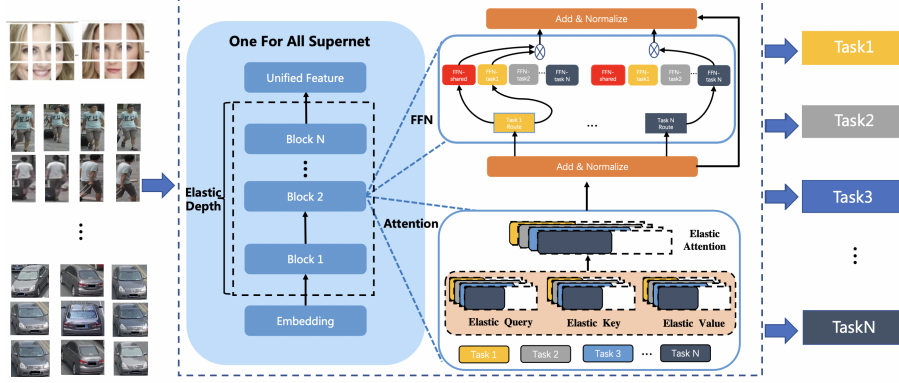 One For All Supernet
Unified Feature
Block N
Block 2
Block 1
Embedding
Elastic
Depth
Add & Normalize
FFN-
shared
FFN-
task1
FFN-
task2
...
FFN-
task N
FFN-
shared
FFN-
task1
FFN-
task2
...
FFN-
task N
FFN
Task 1
Route
...
Task N
Route
Add & Normalize
Attention
Elastic
Attention
Elastic Query
Elastic Key
Elastic Value
Task 1
Task 2
Task 3
...
Task N
Task1
Task2
Task3
TaskN